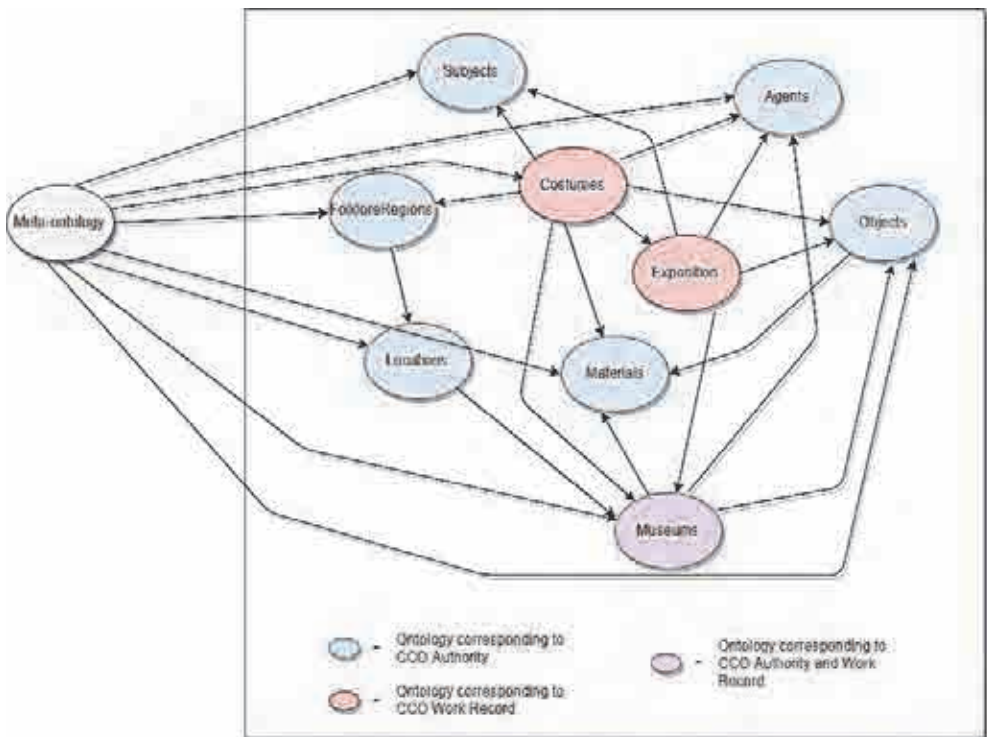 Subjects
Agents
Costumes
FolkloreRegions
Meta-ontology
Objects
Exposition
Locations
Materials
Museums
- Ontology corresponding to
CCO Authority
- Ontology corresponding to
CCO Authority and Work
Record
- Ontology corresponding to
CCO Work Record